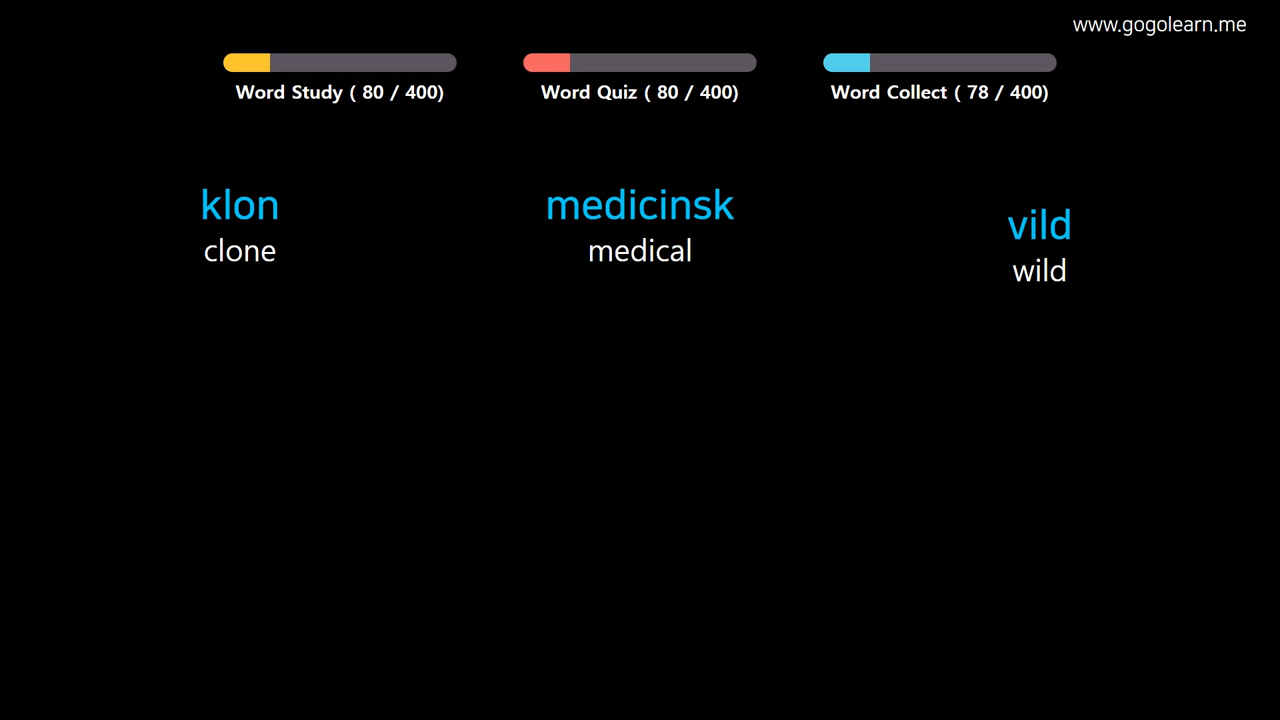 www.gogolearn.me
Word Study ( 80 / 400)
Word Quiz ( 80 / 400)
Word Collect ( 78 / 400)
klon
clone
medicinsk
medical
vild
wild